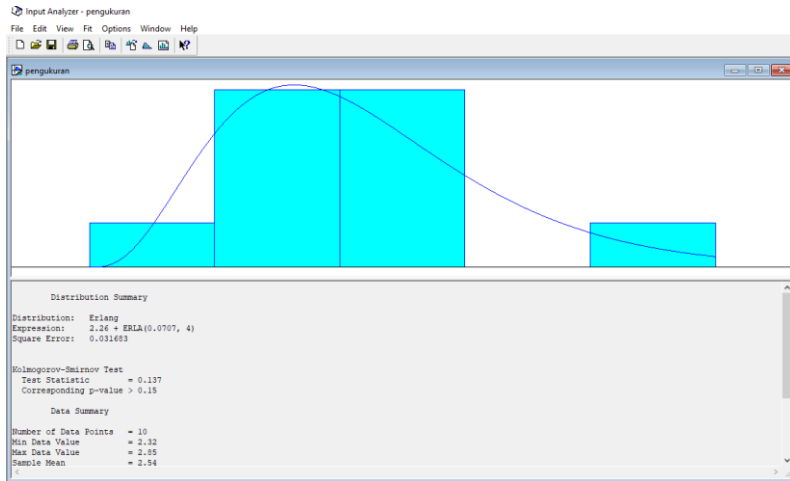 Input Analyzer - pengukuran
File Edit View Fit Options Window Help
pengukuran
Distribution Summary
Distribution: Erlang
Expression: 2.26 + ERLA(0.0707, 4)
Square Error: 0.031683
Kolmogorov-Smirnov Test
Test Statistic = 0.137
Corresponding p-value > 0.15
Data Summary
Number of Data Points = 10
Min Data Value = 2.32
Max Data Value = 2.85
Sample Mean = 2.54